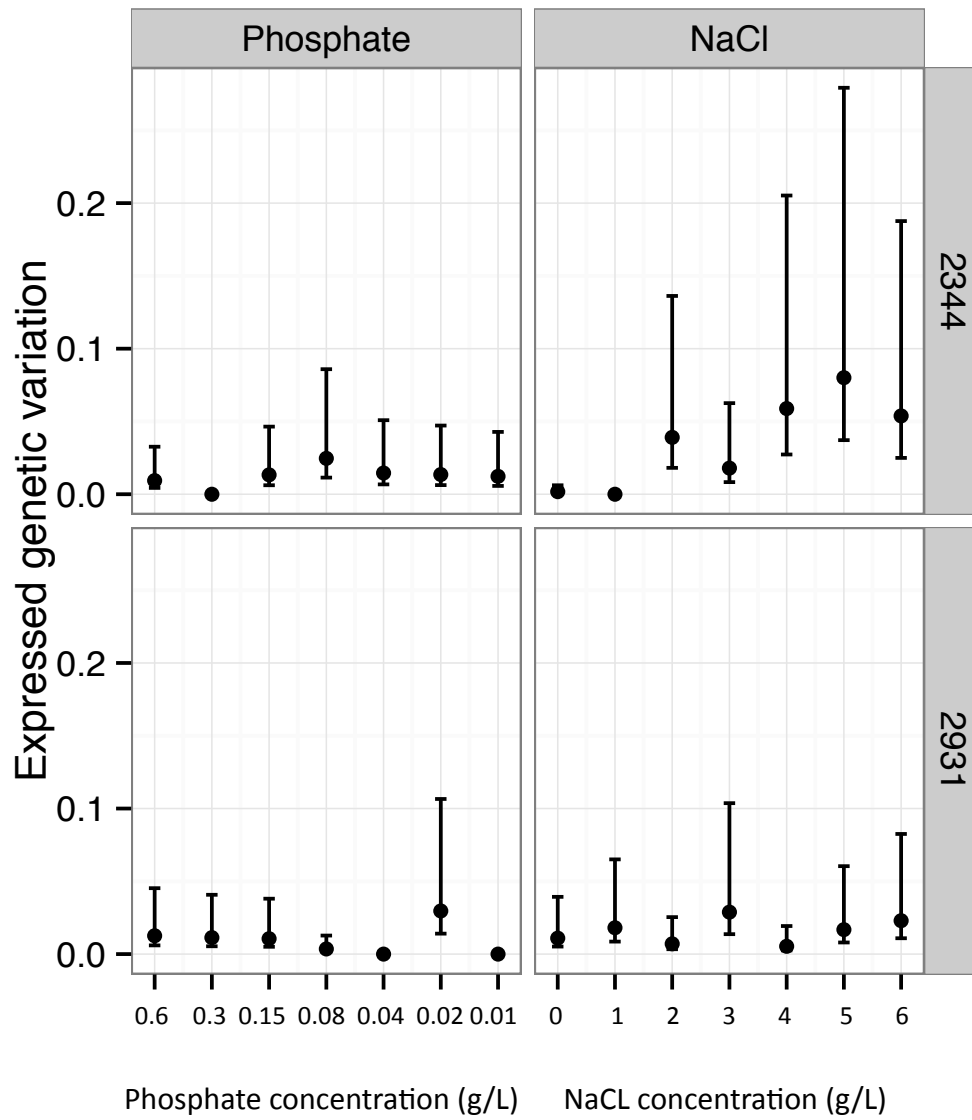 Phosphate NaCl
Expressed genetic variation
0.2
0.1
0.0
2344
0.2
0.1
0.0
2931
0.6 0.3 0.15 0.08 0.04 0.02 0.01 0 1 2 3 4 5 6
Phosphate concentration (g/L) NaCL concentration (g/L)